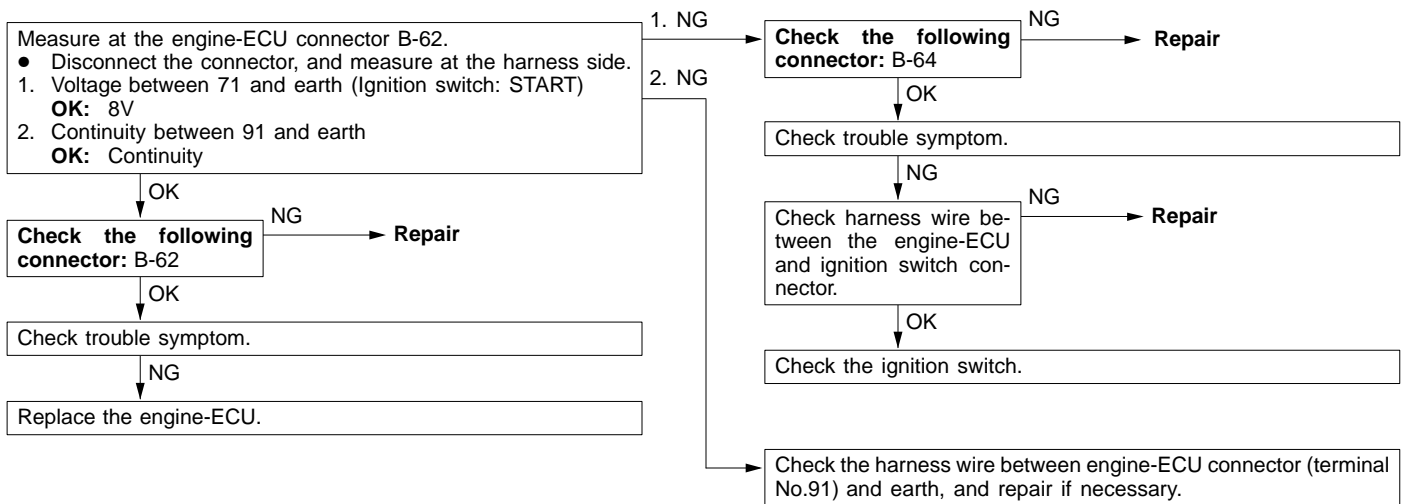 Measure at the engine-ECU connector B-62.
● Disconnect the connector, and measure at the harness side.
1. Voltage between 71 and earth (Ignition switch: START)
OK: 8V
2. Continuity between 91 and earth
OK: Continuity
OK
Check the following
connector: B-62
NG
Repair
OK
Check trouble symptom.
NG
Replace the engine-ECU.
1. NG
2. NG
Check the following
connector: B-64
NG
Repair
OK
Check trouble symptom.
NG
Check harness wire be-
tween the engine-ECU
and ignition switch con-
nector.
NG
Repair
OK
Check the ignition switch.
Check the harness wire between engine-ECU connector (terminal
No.91) and earth, and repair if necessary.